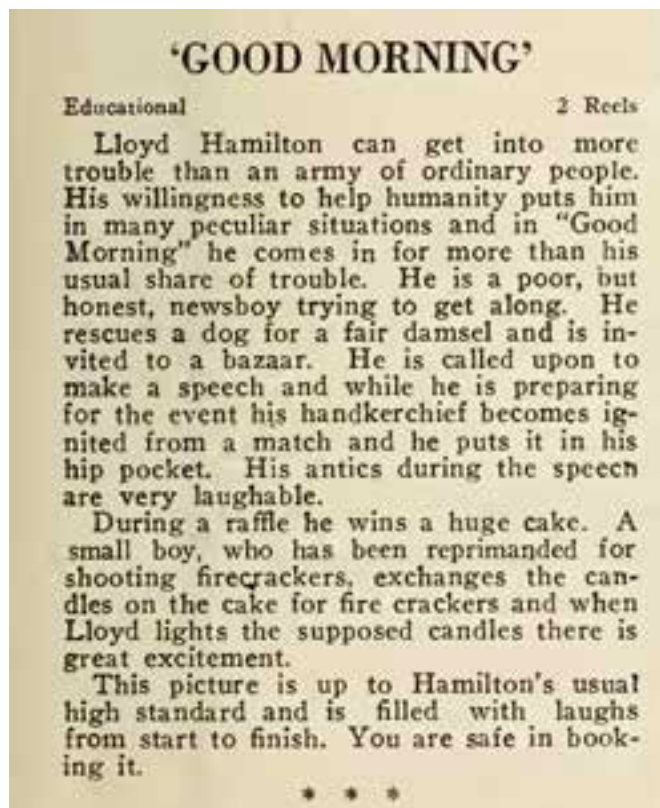 ‘GOOD MORNING’
Educational 2 Reels
Lloyd Hamilton can get into more
trouble than an army of ordinary people.
His willingness to help humanity puts him
in many peculiar situations and in “Good
Morning” he comes in for more than his
usual share of trouble. He is a poor, but
honest, newsboy trying to get along. He
rescues a dog for a fair damsel and is in-
vited to a bazaar. He is called upon to
make a speech and while he is preparing
for the event his handkerchief becomes ig-
nited from a match and he puts it in his
hip pocket. His antics during the speech
are very laughable.
During a raffle he wins a huge cake. A
small boy, who has been reprimanded for
shooting firecrackers, exchanges the can-
dles on the cake for fire crackers and when
Lloyd lights the supposed candles there is
great excitement.
This picture is up to Hamilton’s usual
high standard and is filled with laughs
from start to finish. You are safe in book-
ing it.
* * *